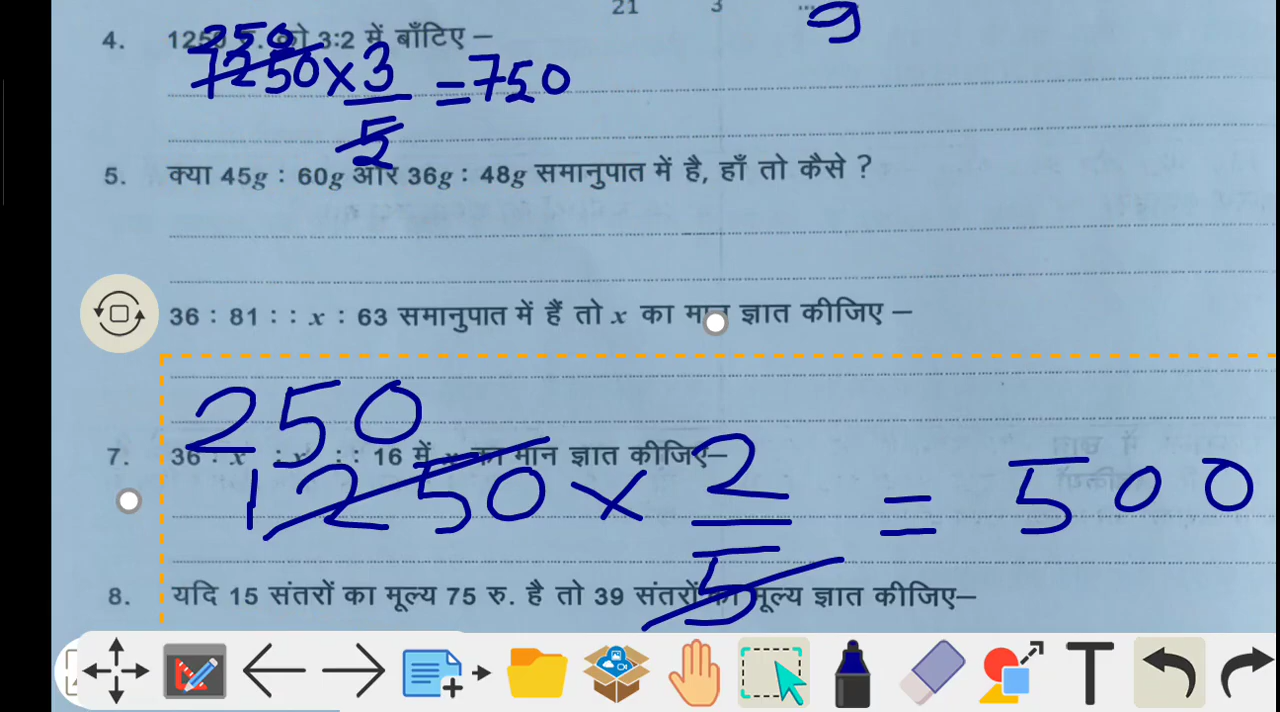 21 3 ... 9
4. 1250 रु. को 3:2 में बाँटिए –
250
1250 × 3 = 750
5
5. क्या 45g : 60g और 36g : 48g समानुपात में है, हाँ तो कैसे ?
36 : 81 : : x : 63 समानुपात में हैं तो x का मान ज्ञात कीजिए –
250
7. 36 : x : : x : 16 में x का मान ज्ञात कीजिए–
1250 × 2 = 500
5
8. यदि 15 संतरों का मूल्य 75 रु. है तो 39 संतरों का मूल्य ज्ञात कीजिए–
T